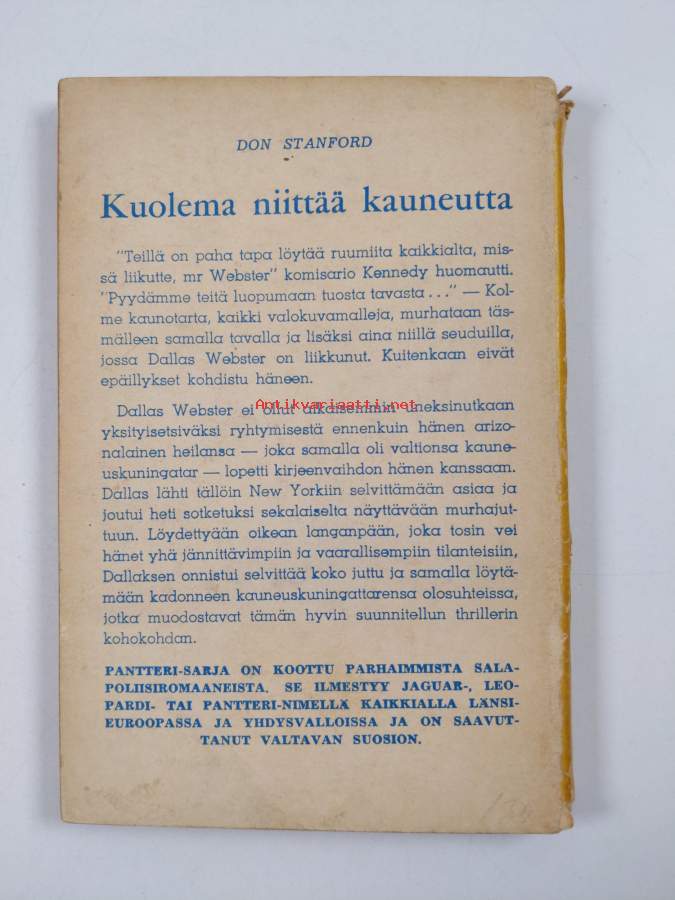 DON STANFORD
Kuolema niittää kauneutta
"Teillä on paha tapa löytää ruumiita kaikkialta, mis-
sä liikutte, mr Webster" komisario Kennedy huomautti.
"Pyydämme teitä luopumaan tuosta tavasta..." — Kol-
me kaunotarta, kaikki valokuvamalleja, murhataan täs-
mälleen samalla tavalla ja lisäksi aina niillä seuduilla,
jossa Dallas Webster on liikkunut. Kuitenkaan eivät
epäillykset kohdistu häneen.
Antikvariaatti.net
Dallas Webster ei ollut aikaisemmin uneksinutkaan
yksityisetsiväksi ryhtymisestä ennenkuin hänen arizo-
nalainen heilansa — joka samalla oli valtionsa kaune-
uskuningatar — lopetti kirjeenvaihdon hänen kanssaan.
Dallas lähti tällöin New Yorkiin selvittämään asiaa ja
joutui heti sotketuksi sekalaiselta näyttävään murhajut-
tuun. Löydettyään oikean langanpään, joka tosin vei
hänet yhä jännittävimpiin ja vaarallisempiin tilanteisiin,
Dallaksen onnistui selvittää koko juttu ja samalla löytä-
mään kadonneen kauneuskuningattarensa olosuhteissa,
jotka muodostavat tämän hyvin suunnitellun thrillerin
kohokohdan.
PANTTERI-SARJA ON KOOTTU PARHAIMMISTA SALA-
POLIISIROMAANEISTA. SE ILMESTYY JAGUAR-, LEO-
PARDI- TAI PANTTERI-NIMELLÄ KAIKKIALLA LÄNSI-
EUROOPASSA JA YHDYSVALLOISSA JA ON SAAVUT-
TANUT VALTAVAN SUOSION.